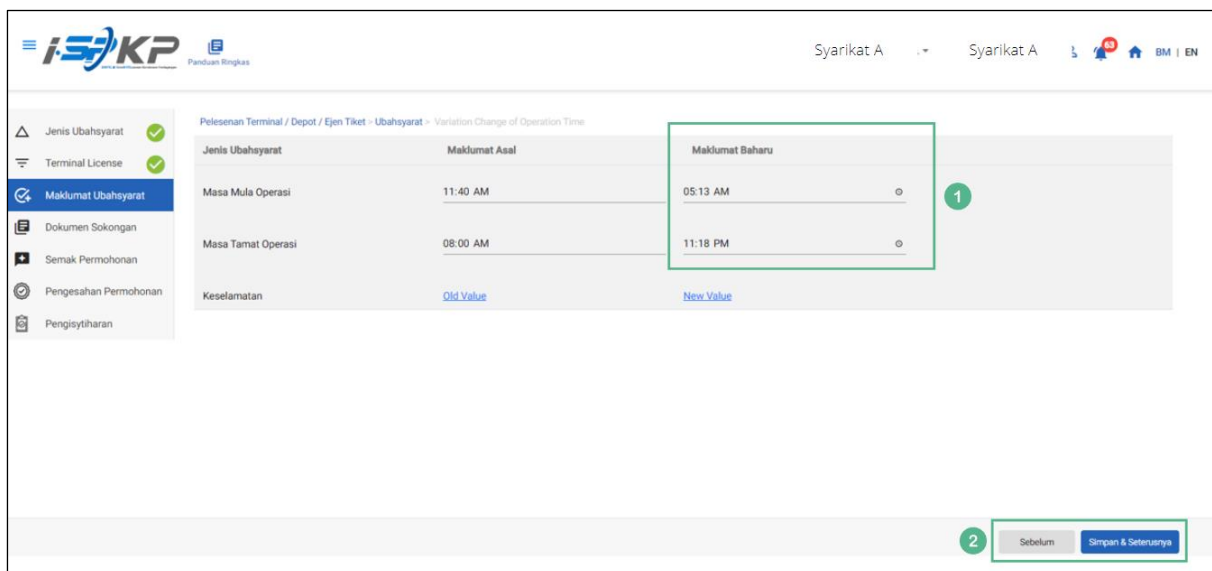 i-SPKP
Panduan Ringkas
Syarikat A
Syarikat A
63
BM | EN
Jenis Ubahsyarat
Terminal License
Maklumat Ubahsyarat
Dokumen Sokongan
Semak Permohonan
Pengesahan Permohonan
Pengisytiharan
Pelesenan Terminal / Depot / Ejen Tiket > Ubahsyarat > Variation Change of Operation Time
Jenis Ubahsyarat Maklumat Asal Maklumat Baharu
Masa Mula Operasi 11:40 AM 05:13 AM
1
Masa Tamat Operasi 08:00 AM 11:18 PM
Keselamatan Old Value New Value
2
Sebelum Simpan & Seterusnya